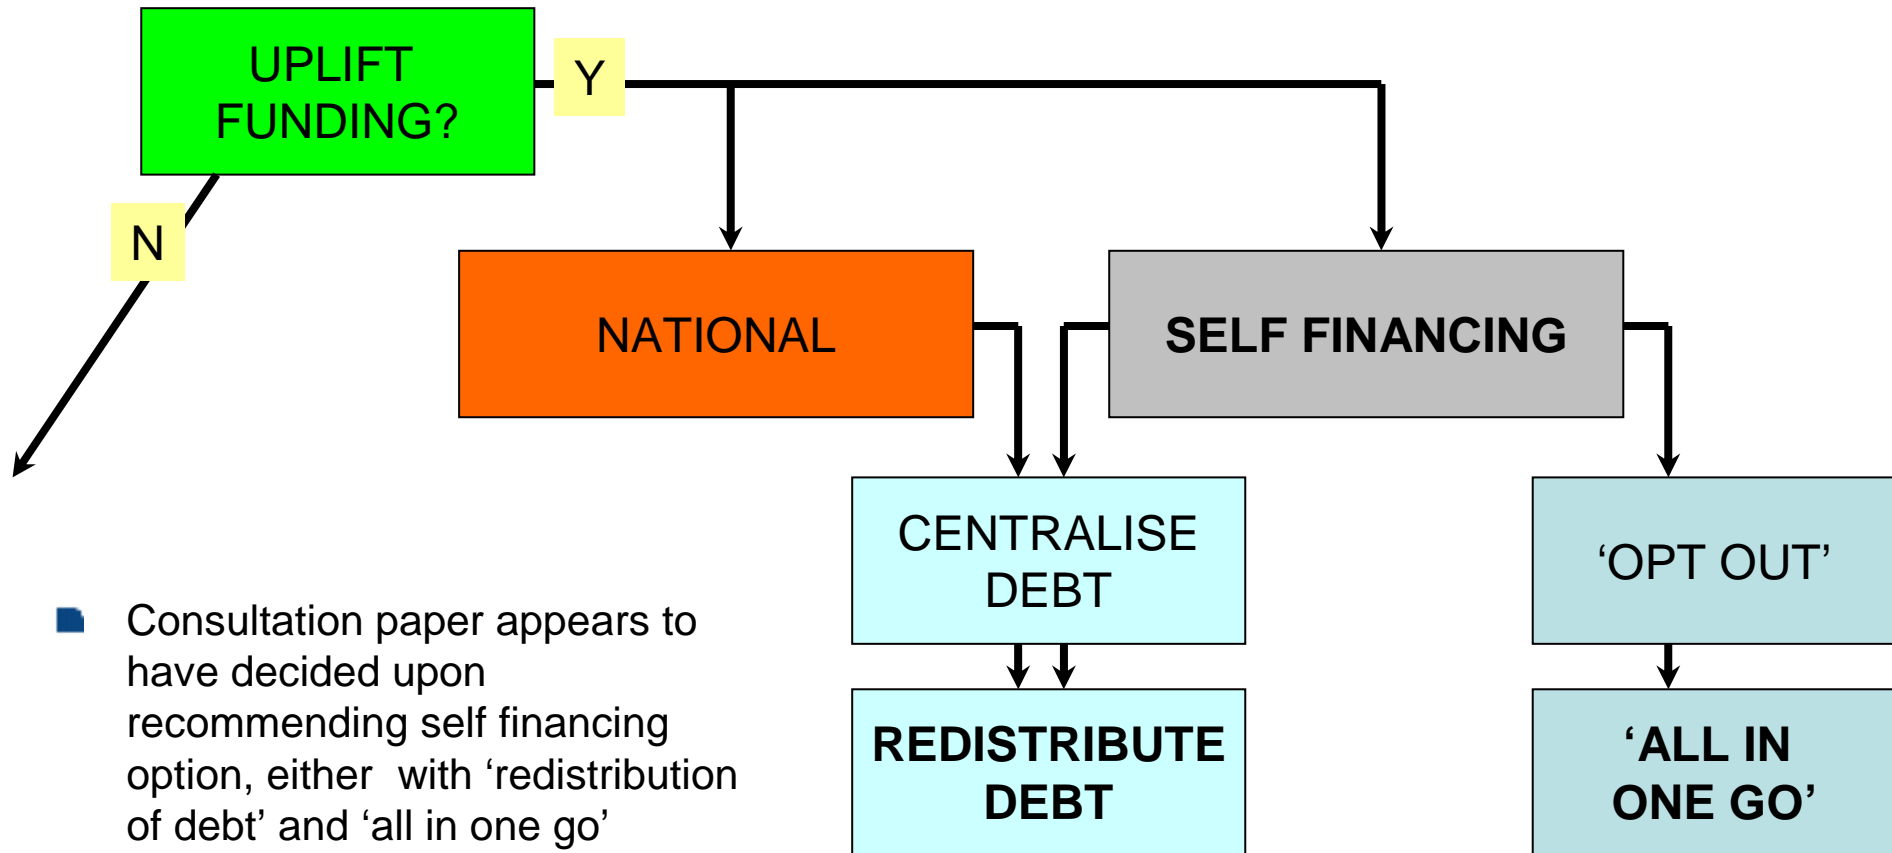 UPLIFT
FUNDING?
Y
N
NATIONAL
SELF FINANCING
CENTRALISE
DEBT
‘OPT OUT’
REDISTRIBUTE
DEBT
‘ALL IN
ONE GO’
Consultation paper appears to
have decided upon
recommending self financing
option, either  with ‘redistribution
of debt’ and ‘all in one go’